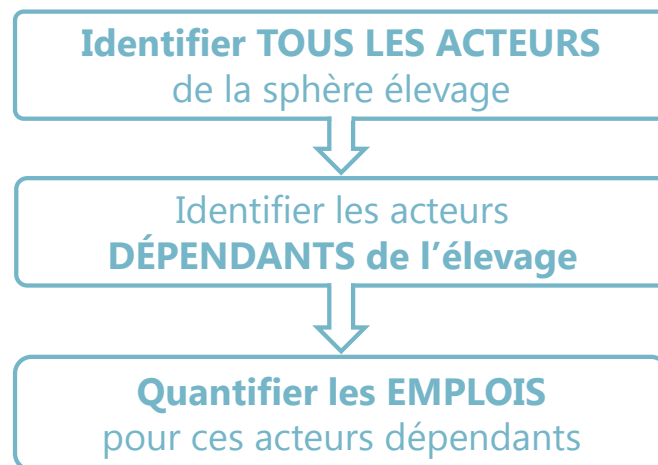 Identifier TOUS LES ACTEURS
de la sphère élevage
Identifier les acteurs
DÉPENDANTS de l’élevage
Quantifier les EMPLOIS
pour ces acteurs dépendants